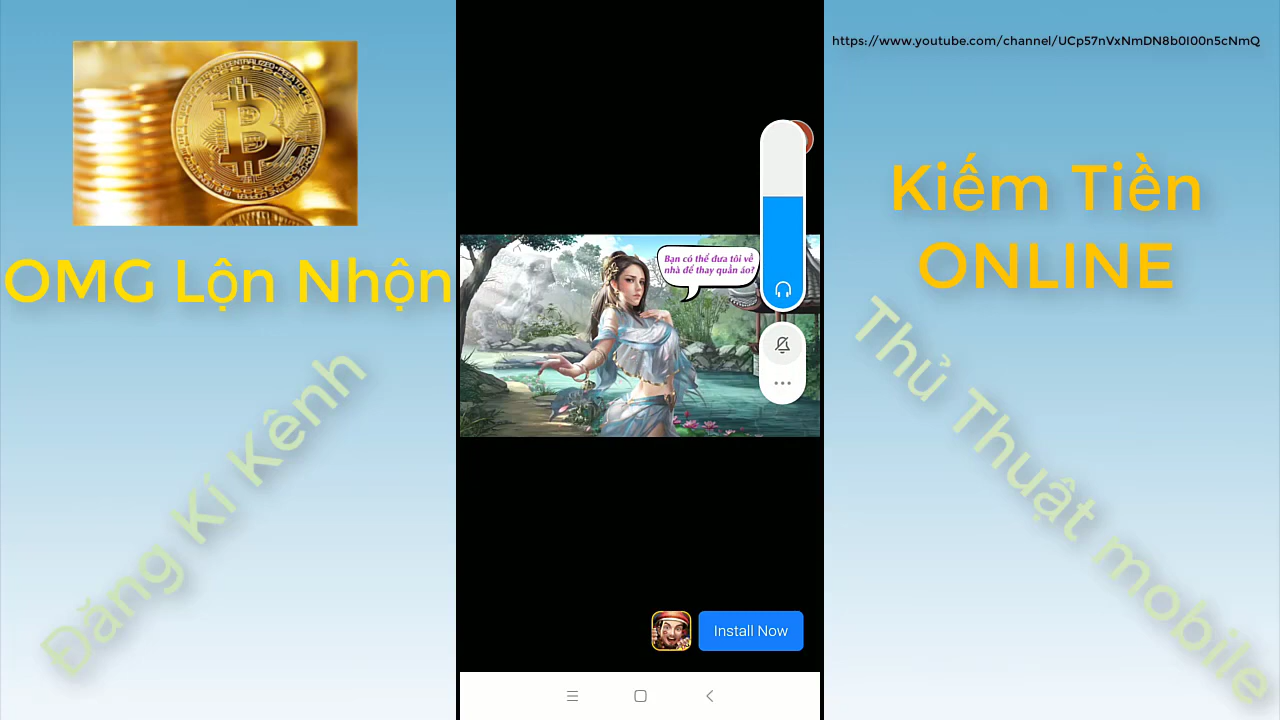 https://www.youtube.com/channel/UCp57nVxNmDN8b0I00n5cNmQ
OMG Lộn Nhộn
Kiếm Tiền
ONLINE
Bạn có thể đưa tôi về
nhà để thay quần áo?
Đăng Kí Kênh
Thủ Thuật mobile
Install Now